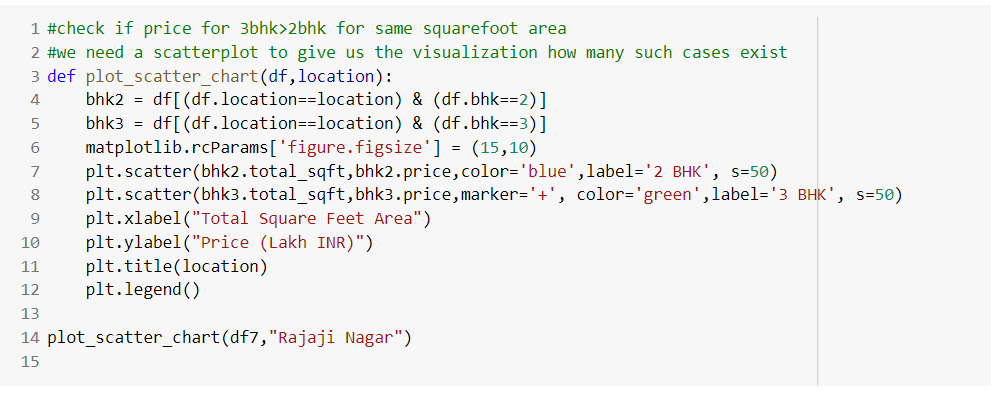 1 #check if price for 3bhk>2bhk for same squarefoot area
2 #we need a scatterplot to give us the visualization how many such cases exist
3 def plot_scatter_chart(df,location):
4     bhk2 = df[(df.location==location) & (df.bhk==2)]
5     bhk3 = df[(df.location==location) & (df.bhk==3)]
6     matplotlib.rcParams['figure.figsize'] = (15,10)
7     plt.scatter(bhk2.total_sqft,bhk2.price,color='blue',label='2 BHK', s=50)
8     plt.scatter(bhk3.total_sqft,bhk3.price,marker='+', color='green',label='3 BHK', s=50)
9     plt.xlabel("Total Square Feet Area")
10     plt.ylabel("Price (Lakh INR)")
11     plt.title(location)
12     plt.legend()
13
14 plot_scatter_chart(df7,"Rajaji Nagar")
15